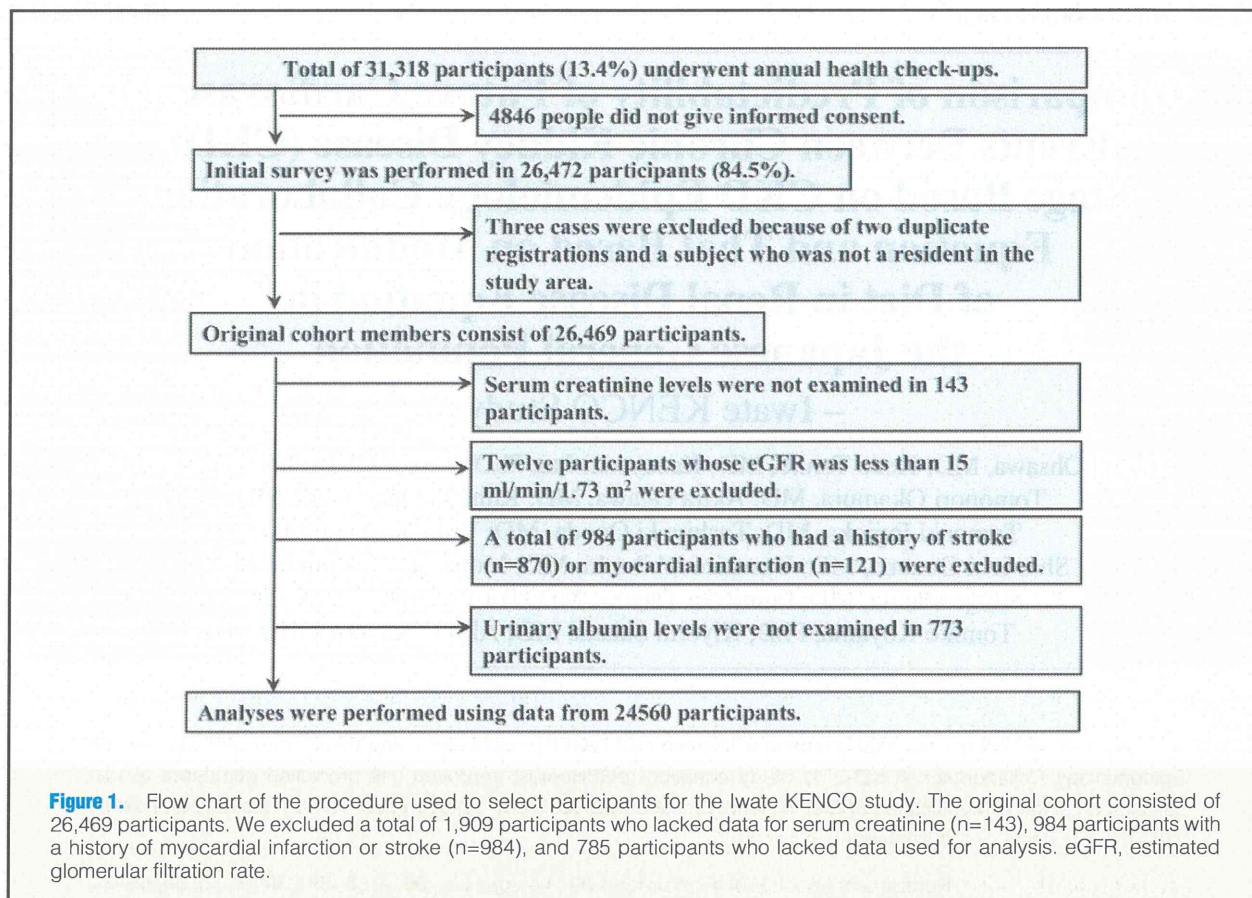 Total of 31,318 participants (13.4%) underwent annual health check-ups.
4846 people did not give informed consent.
Initial survey was performed in 26,472 participants (84.5%).
Three cases were excluded because of two duplicate
registrations and a subject who was not a resident in the
study area.
Original cohort members consist of 26,469 participants.
Serum creatinine levels were not examined in 143
participants.
Twelve participants whose eGFR was less than 15
ml/min/1.73 m² were excluded.
A total of 984 participants who had a history of stroke
(n=870) or myocardial infarction (n=121) were excluded.
Urinary albumin levels were not examined in 773
participants.
Analyses were performed using data from 24560 participants.
Figure 1. Flow chart of the procedure used to select participants for the Iwate KENCO study. The original cohort consisted of
26,469 participants. We excluded a total of 1,909 participants who lacked data for serum creatinine (n=143), 984 participants with
a history of myocardial infarction or stroke (n=984), and 785 participants who lacked data used for analysis. eGFR, estimated
glomerular filtration rate.